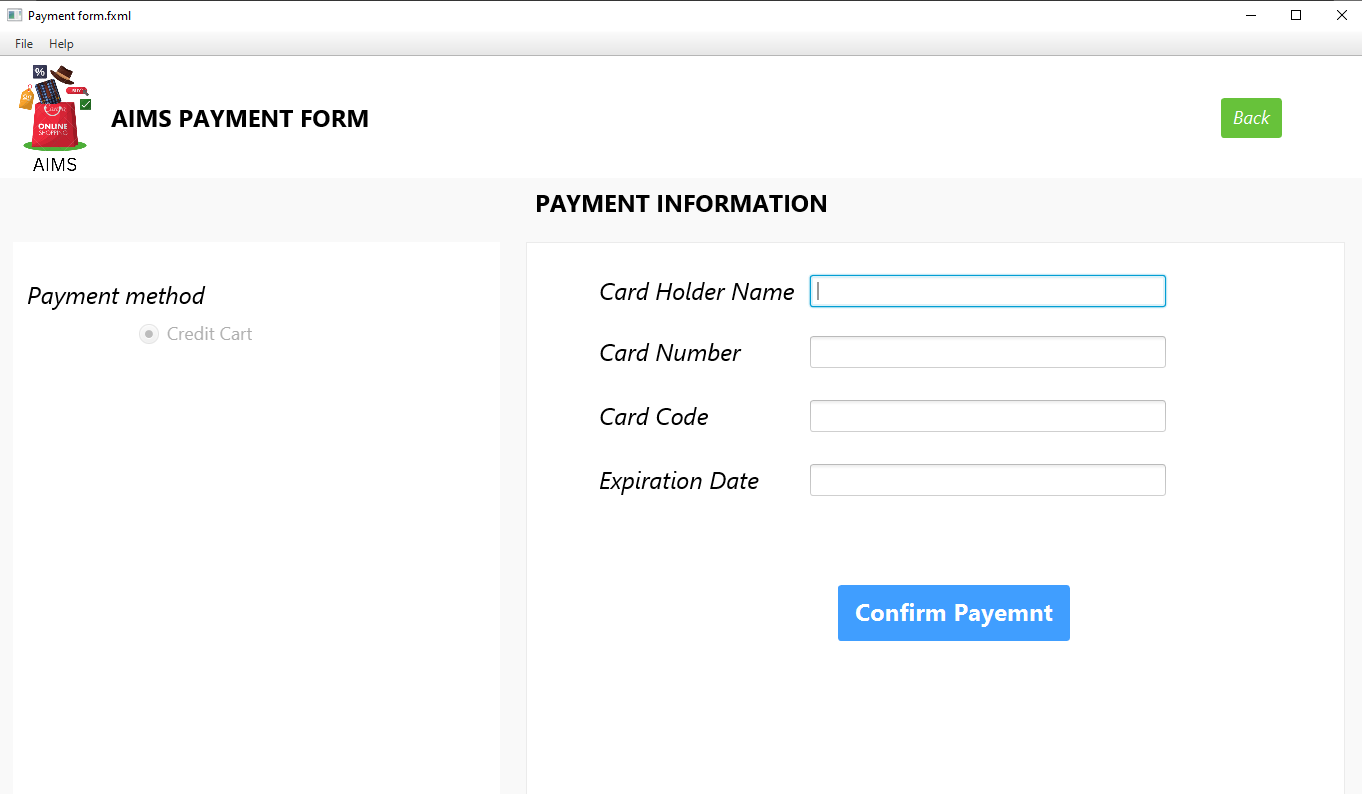 Payment form.fxml
File Help
%
BUY
ONLINE
SHOPPING
AIMS
AIMS PAYMENT FORM
Back
PAYMENT INFORMATION
Payment method
Credit Cart
Card Holder Name
Card Number
Card Code
Expiration Date
Confirm Payemnt